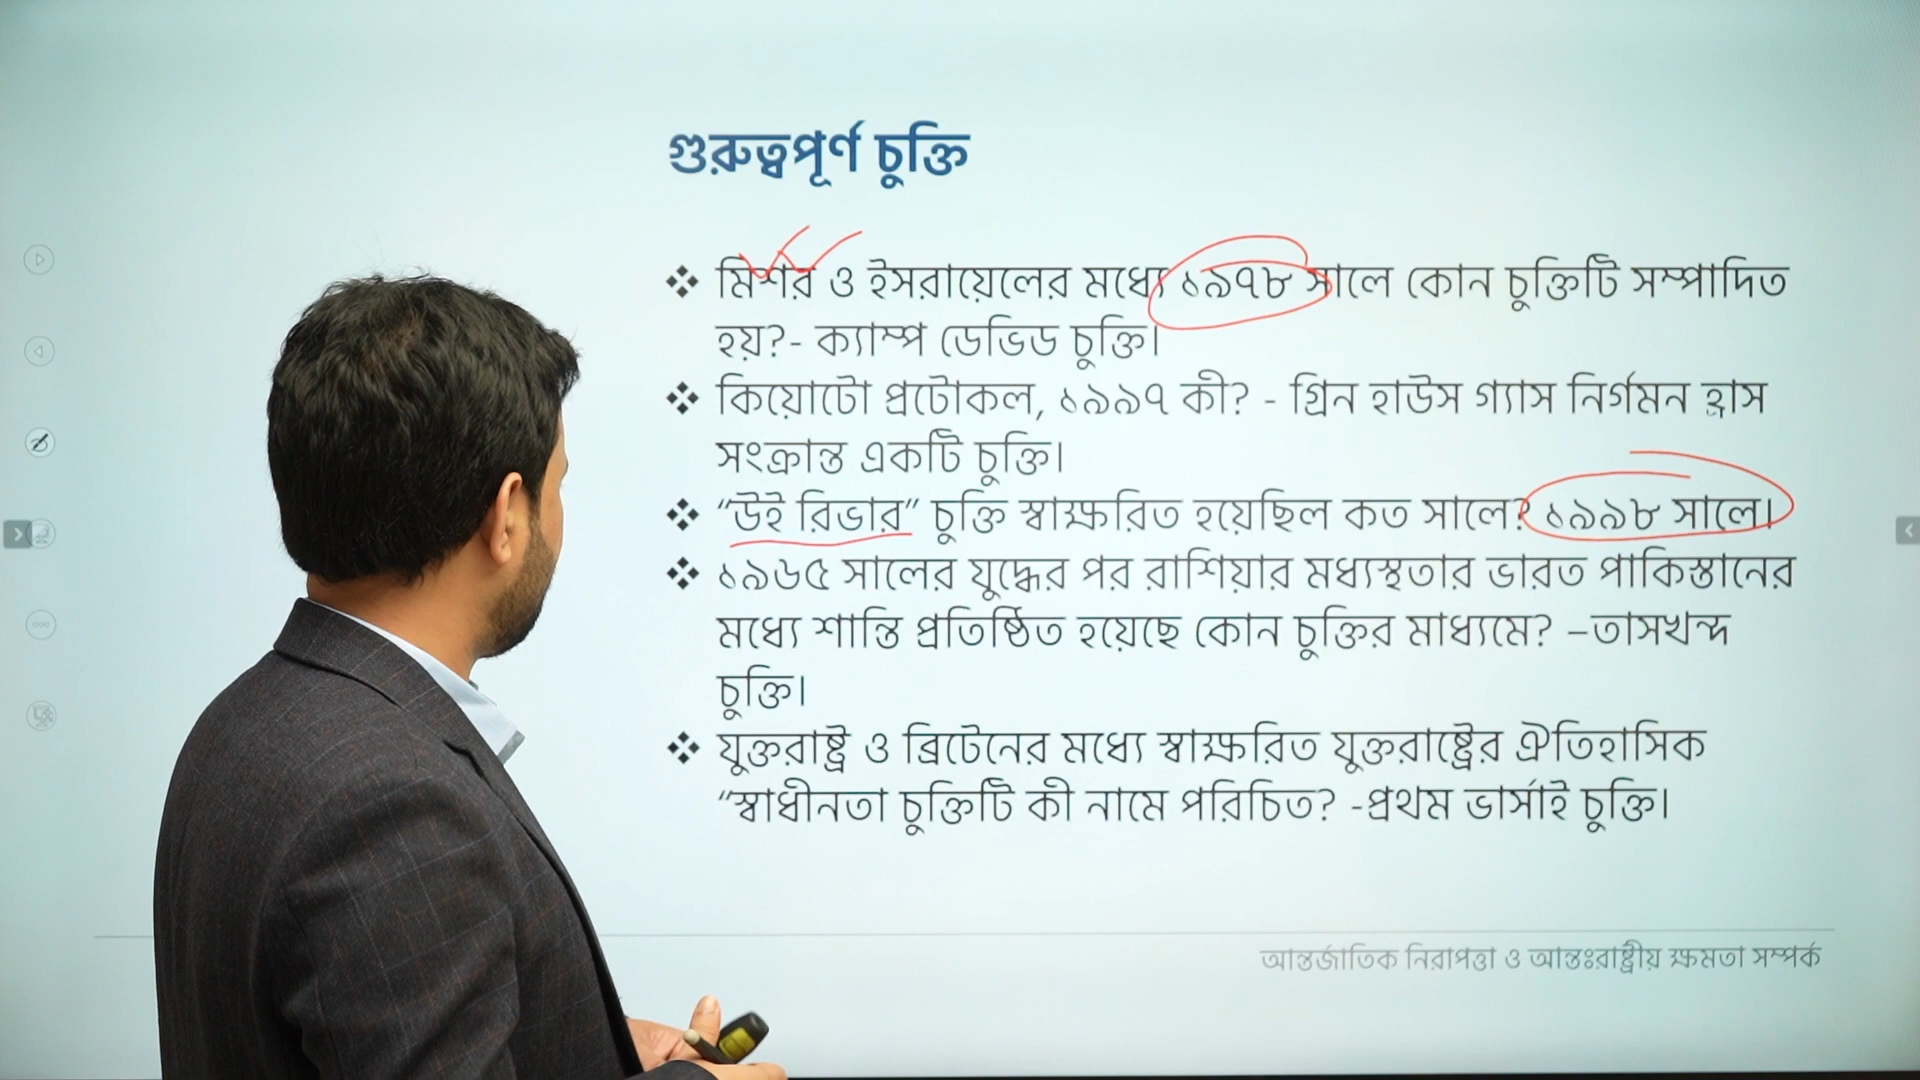 গুরুত্বপূর্ণ চুক্তি
❖ মিশর ও ইসরায়েলের মধ্যে ১৯৭৮ সালে কোন চুক্তিটি সম্পাদিত
হয়?- ক্যাম্প ডেভিড চুক্তি।
❖ কিয়োটো প্রটোকল, ১৯৯৭ কী? - গ্রিন হাউস গ্যাস নির্গমন হ্রাস
সংক্রান্ত একটি চুক্তি।
❖ “উই রিভার” চুক্তি স্বাক্ষরিত হয়েছিল কত সালে? ১৯৯৮ সালে।
❖ ১৯৬৫ সালের যুদ্ধের পর রাশিয়ার মধ্যস্থতার ভারত পাকিস্তানের
মধ্যে শান্তি প্রতিষ্ঠিত হয়েছে কোন চুক্তির মাধ্যমে? –তাসখন্দ
চুক্তি।
❖ যুক্তরাষ্ট্র ও ব্রিটেনের মধ্যে স্বাক্ষরিত যুক্তরাষ্ট্রের ঐতিহাসিক
“স্বাধীনতা চুক্তিটি কী নামে পরিচিত? -প্রথম ভার্সাই চুক্তি।
আন্তর্জাতিক নিরাপত্তা ও আন্তঃরাষ্ট্রীয় ক্ষমতা সম্পর্ক